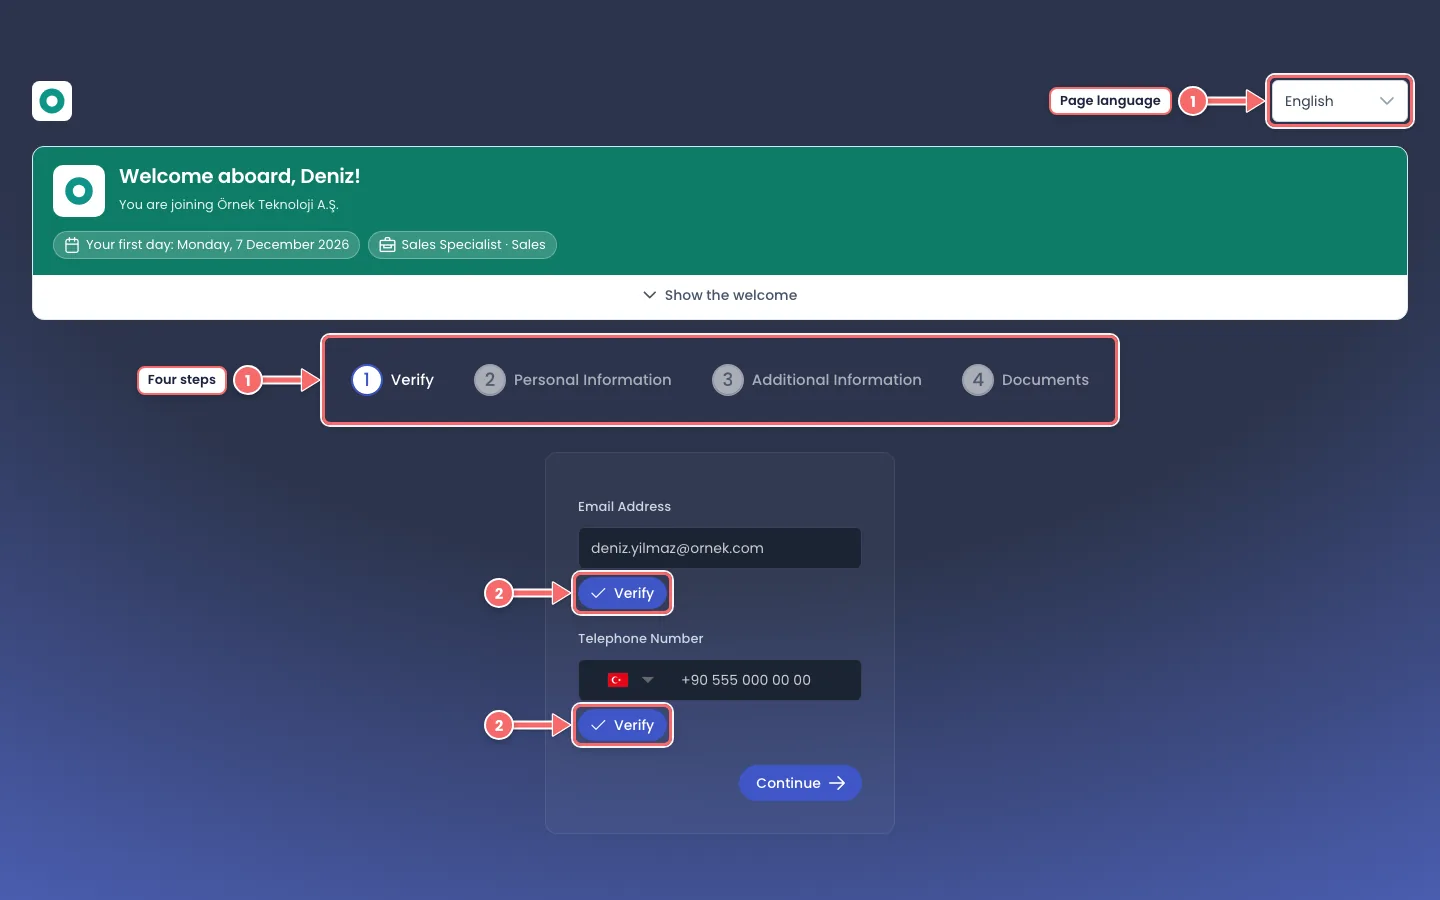 Page language
1
English
Welcome aboard, Deniz!
You are joining Örnek Teknoloji A.Ş.
Your first day: Monday, 7 December 2026
Sales Specialist · Sales
Show the welcome
Four steps
1
1 Verify
2 Personal Information
3 Additional Information
4 Documents
Email Address
deniz.yilmaz@ornek.com
2
Verify
Telephone Number
+90 555 000 00 00
2
Verify
Continue